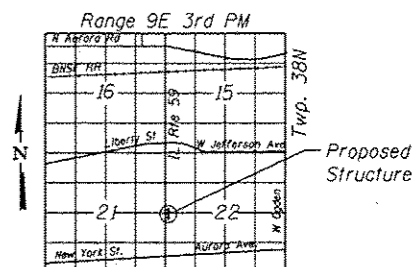 Range 9E 3rd PM
N Aurora Rd
BNSF RR
16
15
IL Rte 59
Twp. 38N
Liberty St
W Jefferson Ave
Proposed
Structure
21
22
W Ogden
New York St.
Aurora Ave.
N